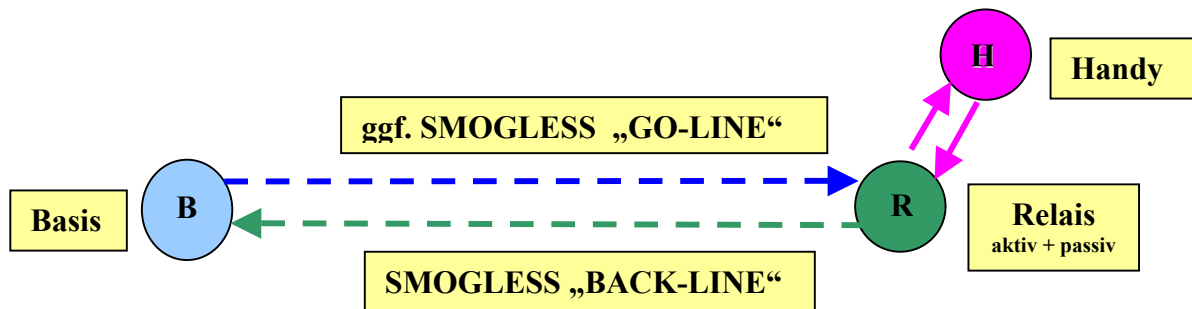 H
Handy
ggf. SMOGLESS „GO-LINE“
Basis
B
R
Relais
aktiv + passiv
SMOGLESS „BACK-LINE“